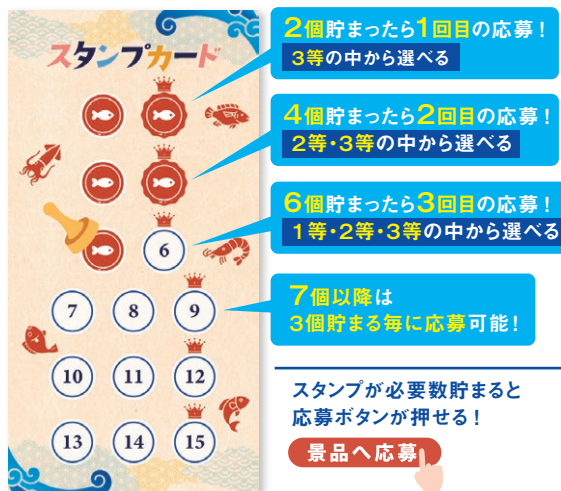 スタンプカード
2個貯まったら1回目の応募!
3等の中から選べる
4個貯まったら2回目の応募!
2等・3等の中から選べる
6個貯まったら3回目の応募!
1等・2等・3等の中から選べる
6
7個以降は
3個貯まる毎に応募可能!
7 8 9
10 11 12
13 14 15
スタンプが必要数貯まると
応募ボタンが押せる!
景品へ応募